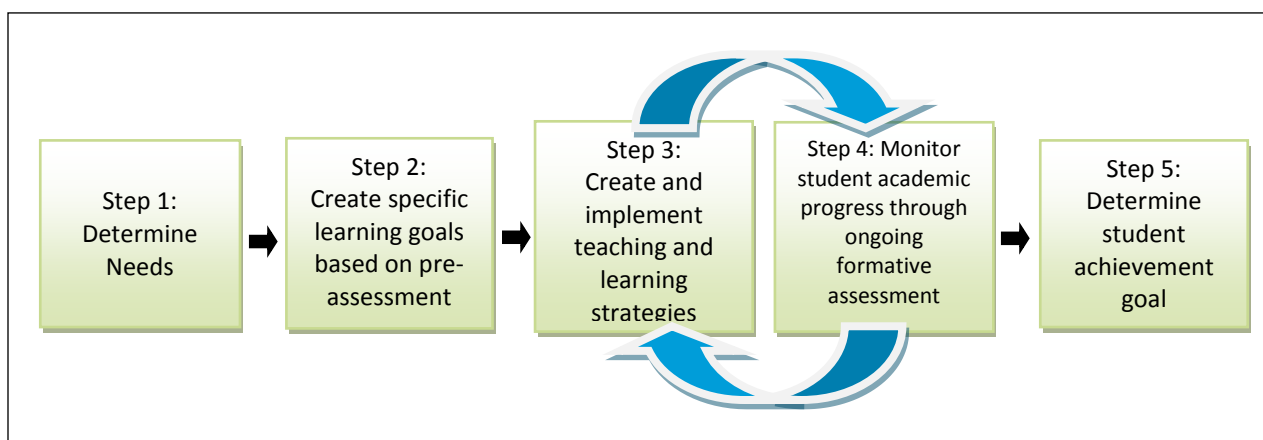 Step 1:
Determine
Needs
Step 2:
Create specific
learning goals
based on pre-
assessment
Step 3:
Create and
implement
teaching and
learning
strategies
Step 4: Monitor
student academic
progress through
ongoing
formative
assessment
Step 5:
Determine
student
achievement
goal